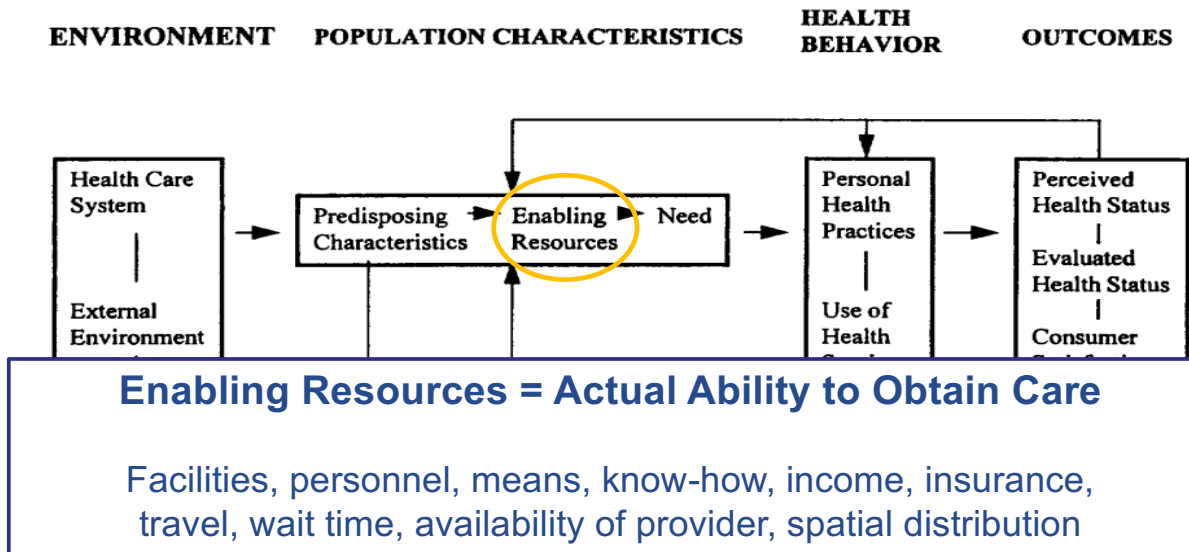 ENVIRONMENT
POPULATION CHARACTERISTICS
HEALTH
BEHAVIOR
OUTCOMES
Health Care
System
External
Environment
Predisposing
Characteristics
Enabling
Resources
Need
Personal
Health
Practices
Use of
Health
Perceived
Health Status
Evaluated
Health Status
Consumer
Enabling Resources = Actual Ability to Obtain Care
Facilities, personnel, means, know-how, income, insurance,
travel, wait time, availability of provider, spatial distribution